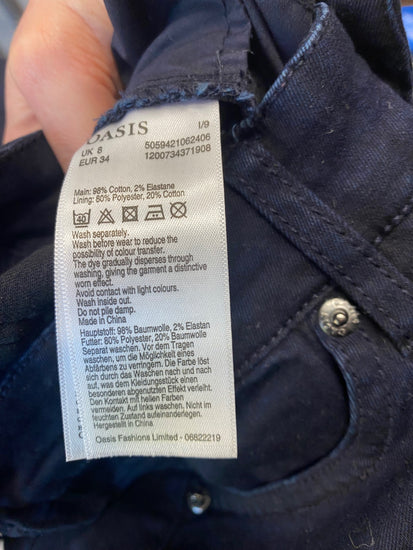 OASIS
I/9
UK 8
5059421062406
EUR 34
1200734371908
Main: 98% Cotton, 2% Elastane
Lining: 80% Polyester, 20% Cotton
40
Wash separately.
Wash before wear to reduce the
possibility of colour transfer.
The dye gradually disperses through
washing, giving the garment a distinctive
worn effect.
Avoid contact with light colours.
Wash inside out.
Do not pile damp.
Made in China
Hauptstoff: 98% Baumwolle, 2% Elastan
Futter: 80% Polyester, 20% Baumwolle
Separat waschen. Vor dem Tragen
waschen, um die Möglichkeit eines
Abfärbens zu verringern. Die Farbe löst
sich durch das Waschen nach und nach
auf, was dem Kleidungsstück einen
besonderen abgenutzten Effekt verleiht.
Den Kontakt mit hellen Farben
vermeiden. Auf links waschen. Nicht im
feuchten Zustand aufeinanderlegen.
Made in China.
Oasis Fashions Limited - 06822219